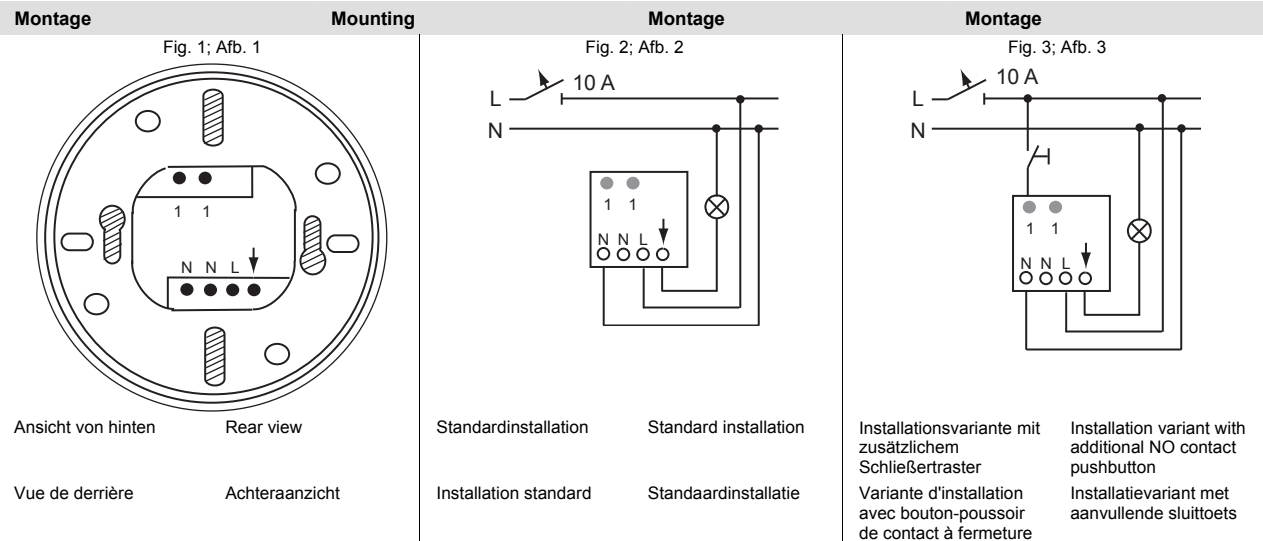 Montage Mounting Montage Montage
Fig. 1; Afb. 1
1 1
N N L
Ansicht von hinten Rear view
Vue de derrière Achteraanzicht
Fig. 2; Afb. 2
10 A
L
N
1 1
N N L
Standardinstallation Standard installation
Installation standard Standaardinstallatie
Fig. 3; Afb. 3
10 A
L
N
1 1
N N L
Installationsvariante mit
zusätzlichem
Schließertraster
Installation variant with
additional NO contact
pushbutton
Variante d'installation
avec bouton-poussoir
de contact à fermeture
Installatievariant met
aanvullende sluittoets